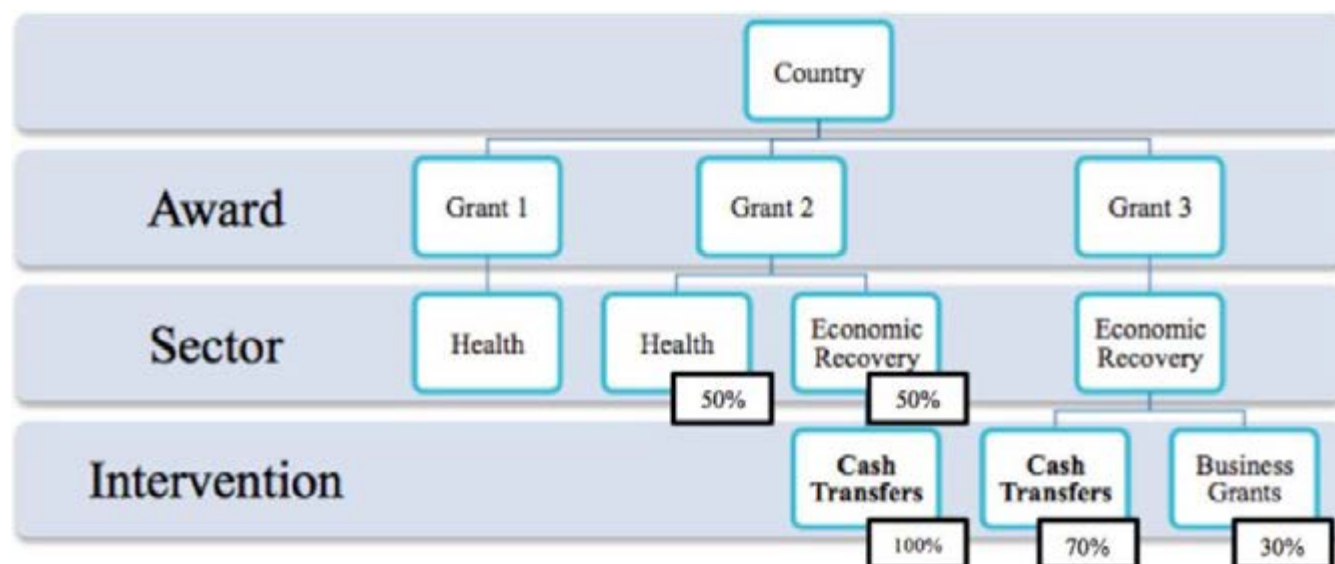 Country
Award
Grant 1
Grant 2
Grant 3
Sector
Health
Health
Economic
Recovery
Economic
Recovery
50%
50%
Intervention
Cash
Transfers
Cash
Transfers
Business
Grants
100%
70%
30%